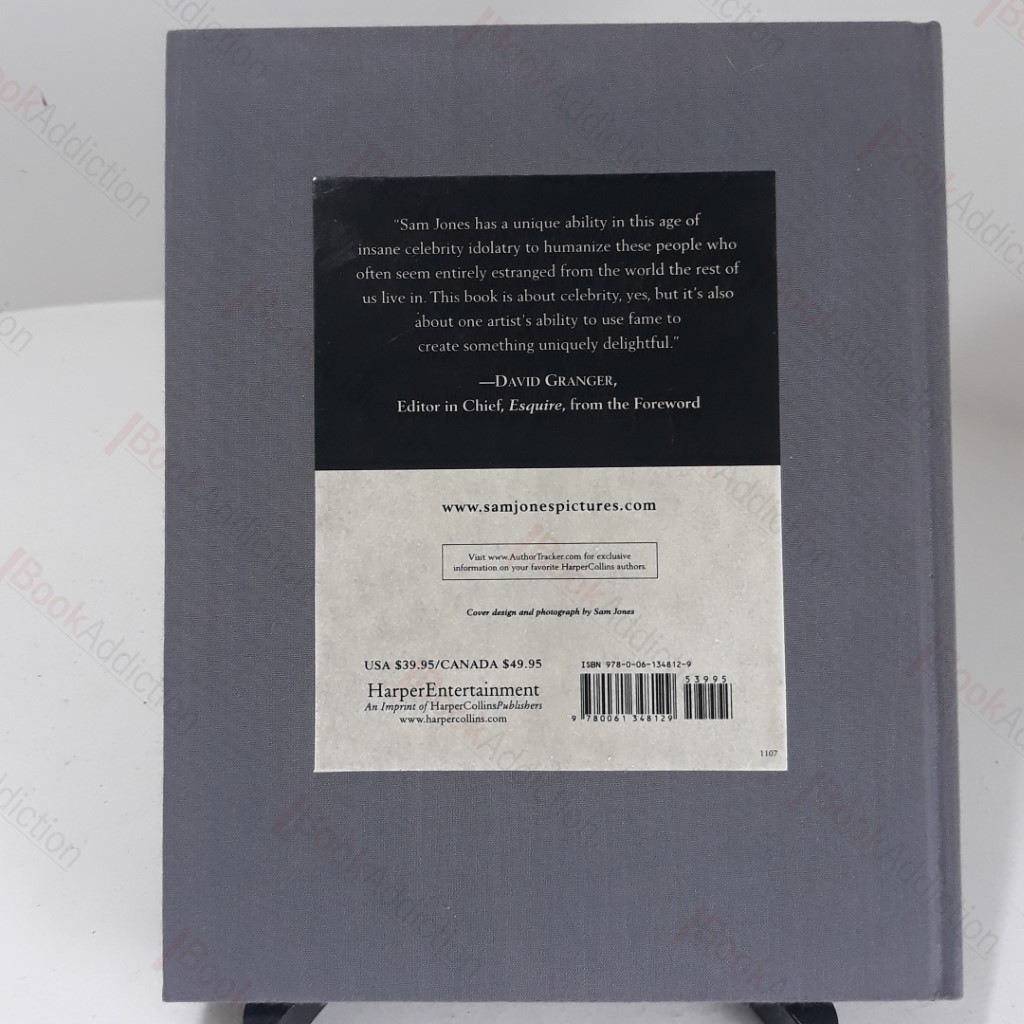 "Sam Jones has a unique ability in this age of
insane celebrity idolatry to humanize these people who
often seem entirely estranged from the world the rest of
us live in. This book is about celebrity, yes, but it's also
about one artist's ability to use fame to
create something uniquely delightful."
—DAVID GRANGER,
Editor in Chief, Esquire, from the Foreword
www.samjonespictures.com
Visit www.AuthorTracker.com for exclusive
information on your favorite HarperCollins authors.
Cover design and photograph by Sam Jones
USA $39.95/CANADA $49.95
HarperEntertainment
An Imprint of HarperCollinsPublishers
www.harpercollins.com
ISBN 978-0-06-134812-9
53995
9 780061 348129
1107
BookAddiction